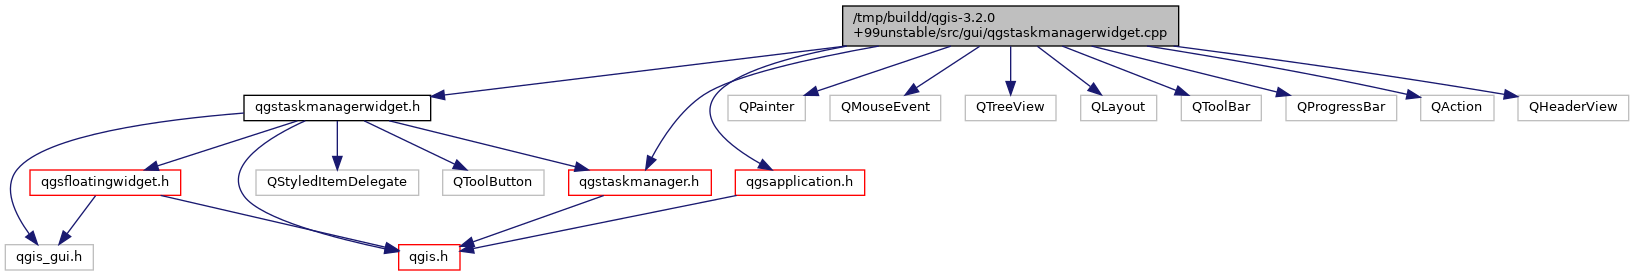 /tmp/buildd/qgis-3.2.0
+99unstable/src/gui/qgstaskmanagerwidget.cpp
qgstaskmanagerwidget.h
QPainter
QMouseEvent
QTreeView
QLayout
QToolBar
QProgressBar
QAction
QHeaderView
qgsfloatingwidget.h
QStyledItemDelegate
QToolButton
qgstaskmanager.h
qgsapplication.h
qgis_gui.h
qgis.h